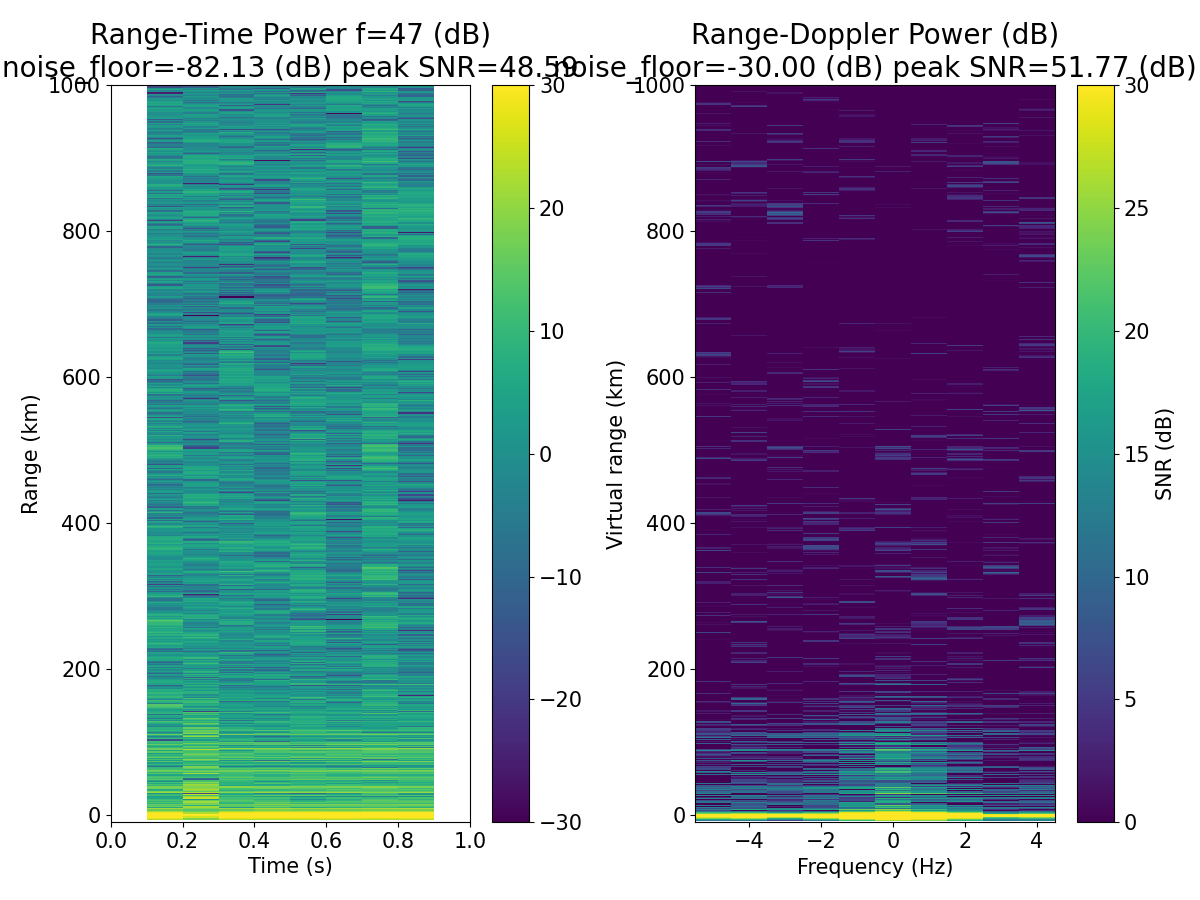 Range-Time Power f=47 (dB)
noise_floor=-82.13 (dB) peak SNR=48.59
1000
800
600
400
200
0
Range (km)
0.0 0.2 0.4 0.6 0.8 1.0
Time (s)
30
20
10
0
−10
−20
−30
Range-Doppler Power (dB)
noise_floor=-30.00 (dB) peak SNR=51.77 (dB)
1000
800
600
400
200
0
Virtual range (km)
−4 −2 0 2 4
Frequency (Hz)
30
25
20
15
10
5
0
SNR (dB)